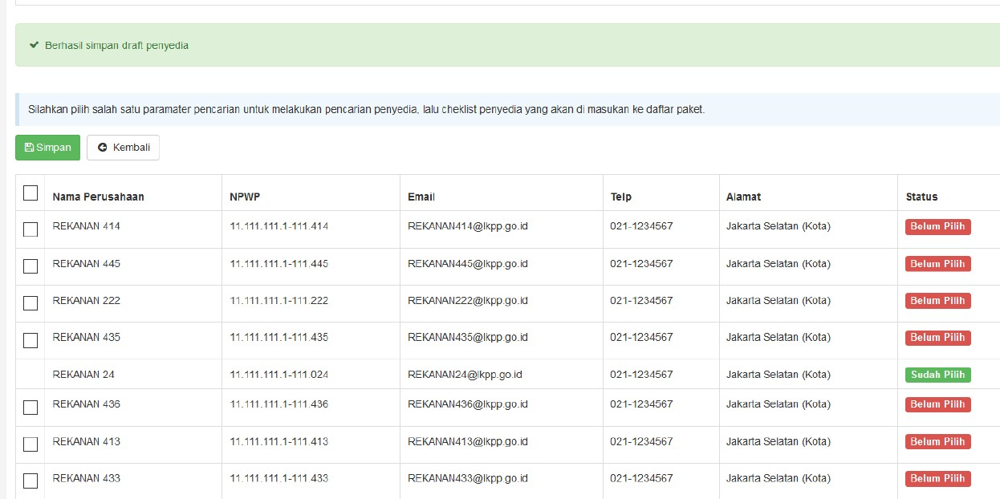 Berhasil simpan draft penyedia
Silahkan pilih salah satu paramater pencarian untuk melakukan pencarian penyedia, lalu cheklist penyedia yang akan di masukan ke daftar paket.
Simpan Kembali
Nama Perusahaan NPWP Email Telp Alamat Status
REKANAN 414 11.111.111.1-111.414 REKANAN414@lkpp.go.id 021-1234567 Jakarta Selatan (Kota) Belum Pilih
REKANAN 445 11.111.111.1-111.445 REKANAN445@lkpp.go.id 021-1234567 Jakarta Selatan (Kota) Belum Pilih
REKANAN 222 11.111.111.1-111.222 REKANAN222@lkpp.go.id 021-1234567 Jakarta Selatan (Kota) Belum Pilih
REKANAN 435 11.111.111.1-111.435 REKANAN435@lkpp.go.id 021-1234567 Jakarta Selatan (Kota) Belum Pilih
REKANAN 24 11.111.111.1-111.024 REKANAN24@lkpp.go.id 021-1234567 Jakarta Selatan (Kota) Sudah Pilih
REKANAN 436 11.111.111.1-111.436 REKANAN436@lkpp.go.id 021-1234567 Jakarta Selatan (Kota) Belum Pilih
REKANAN 413 11.111.111.1-111.413 REKANAN413@lkpp.go.id 021-1234567 Jakarta Selatan (Kota) Belum Pilih
REKANAN 433 11.111.111.1-111.433 REKANAN433@lkpp.go.id 021-1234567 Jakarta Selatan (Kota) Belum Pilih